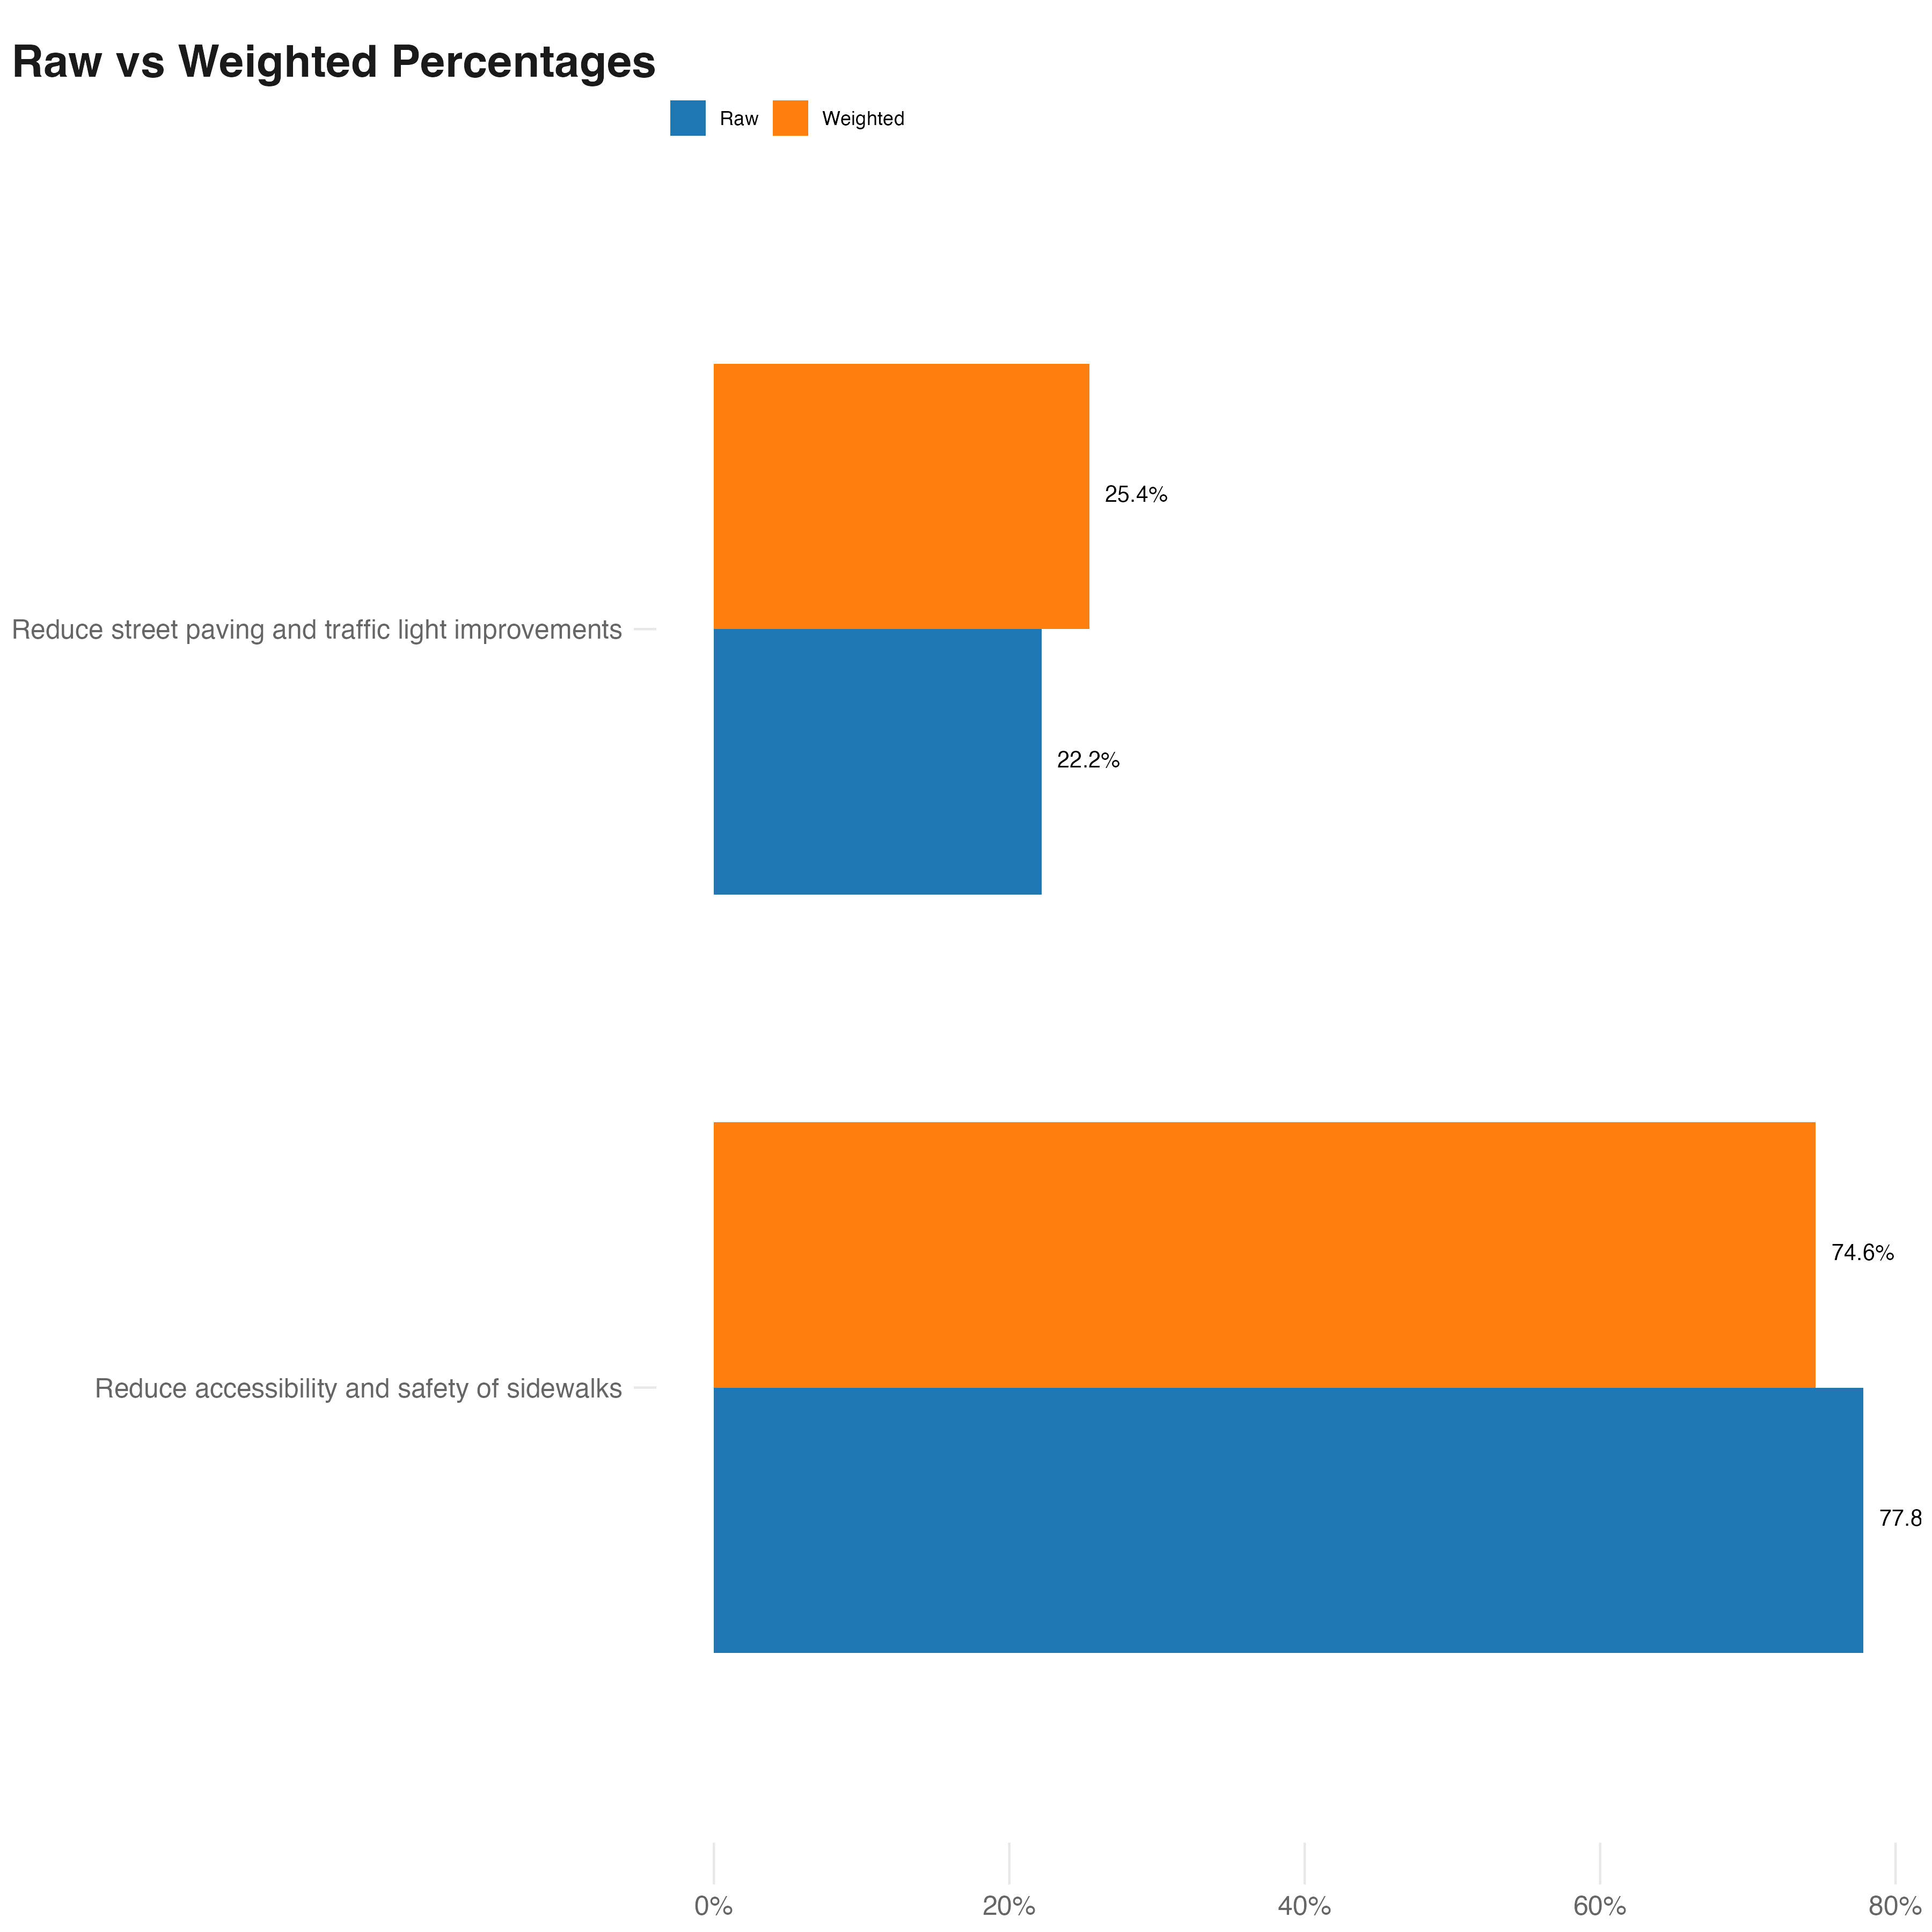 Raw vs Weighted Percentages
Raw Weighted
25.4%
Reduce street paving and traffic light improvements
22.2%
74.6%
Reduce accessibility and safety of sidewalks
77.8
0% 20% 40% 60% 80%